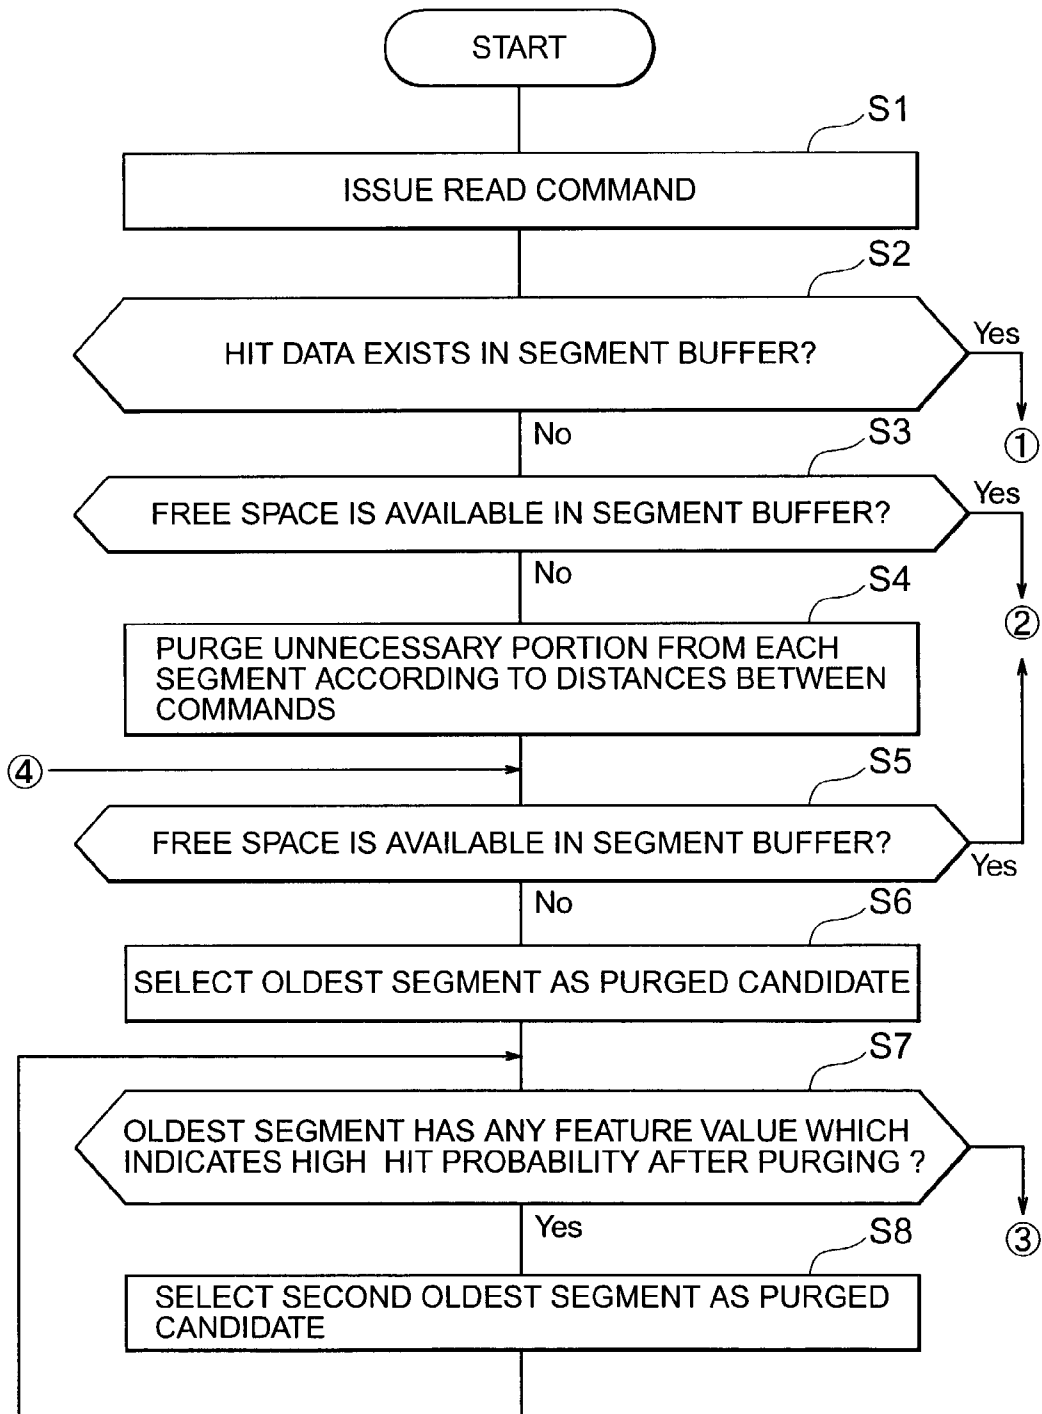 START
S1
ISSUE READ COMMAND
S2
HIT DATA EXISTS IN SEGMENT BUFFER?
Yes
①
No
S3
FREE SPACE IS AVAILABLE IN SEGMENT BUFFER?
Yes
②
No
S4
PURGE UNNECESSARY PORTION FROM EACH
SEGMENT ACCORDING TO DISTANCES BETWEEN
COMMANDS
④
S5
FREE SPACE IS AVAILABLE IN SEGMENT BUFFER?
Yes
No
S6
SELECT OLDEST SEGMENT AS PURGED CANDIDATE
S7
OLDEST SEGMENT HAS ANY FEATURE VALUE WHICH
INDICATES HIGH HIT PROBABILITY AFTER PURGING ?
③
Yes
S8
SELECT SECOND OLDEST SEGMENT AS PURGED
CANDIDATE